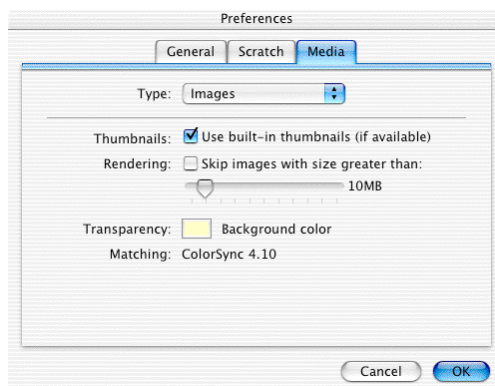 Preferences
General Scratch Media
Type: Images
Thumbnails: Use built-in thumbnails (if available)
Rendering: Skip images with size greater than:
10MB
Transparency: Background color
Matching: ColorSync 4.10
Cancel OK